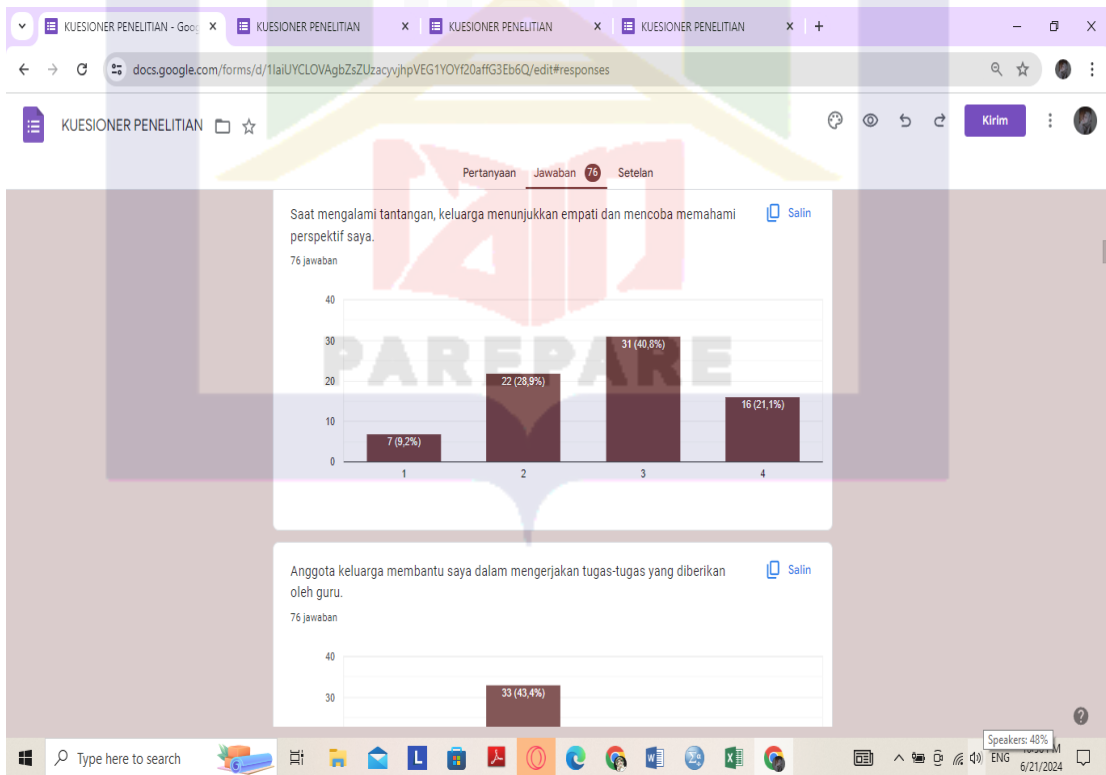 KUESIONER PENELITIAN - Goo
KUESIONER PENELITIAN
KUESIONER PENELITIAN
KUESIONER PENELITIAN
docs.google.com/forms/d/1IaiUYCLOVAgbZsZUzacyvjhpVEG1YOYf20affG3Eb6Q/edit#responses
KUESIONER PENELITIAN
Kirim
Pertanyaan Jawaban 76 Setelan
Saat mengalami tantangan, keluarga menunjukkan empati dan mencoba memahami
perspektif saya.
Salin
76 jawaban
40
30
20
10
0
7 (9,2%)
22 (28,9%)
31 (40,8%)
16 (21,1%)
1 2 3 4
PAREPARE
Anggota keluarga membantu saya dalam mengerjakan tugas-tugas yang diberikan
oleh guru.
Salin
76 jawaban
40
30
33 (43,4%)
Type here to search
Speakers: 48%
ENG
6/21/2024